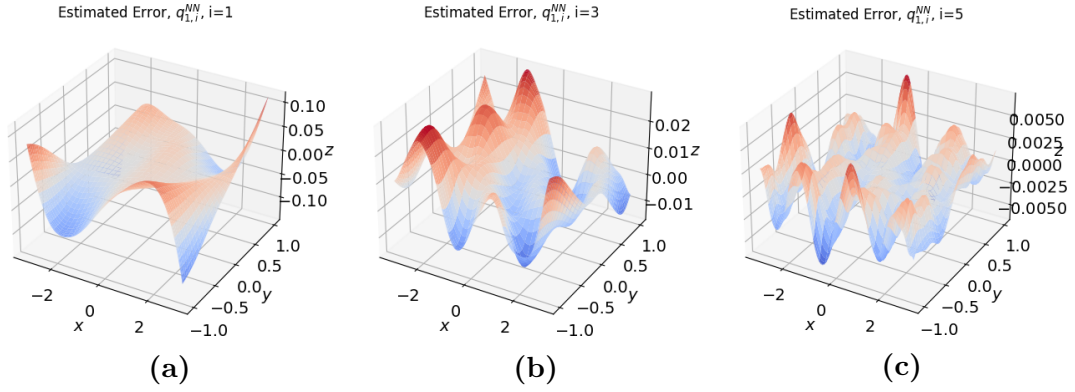 Estimated Error, $q_{1,i}^{NN}$, i=1
0.10
0.05
0.00
−0.05
−0.10
z
−2
0
2
x
−1.0
−0.5
0.0
0.5
1.0
y
(a)
Estimated Error, $q_{1,i}^{NN}$, i=3
0.02
0.01
0.00
−0.01
z
−2
0
2
x
−1.0
−0.5
0.0
0.5
1.0
y
(b)
Estimated Error, $q_{1,i}^{NN}$, i=5
0.0050
0.0025
0.0000
−0.0025
−0.0050
z
−2
0
2
x
−1.0
−0.5
0.0
0.5
1.0
y
(c)